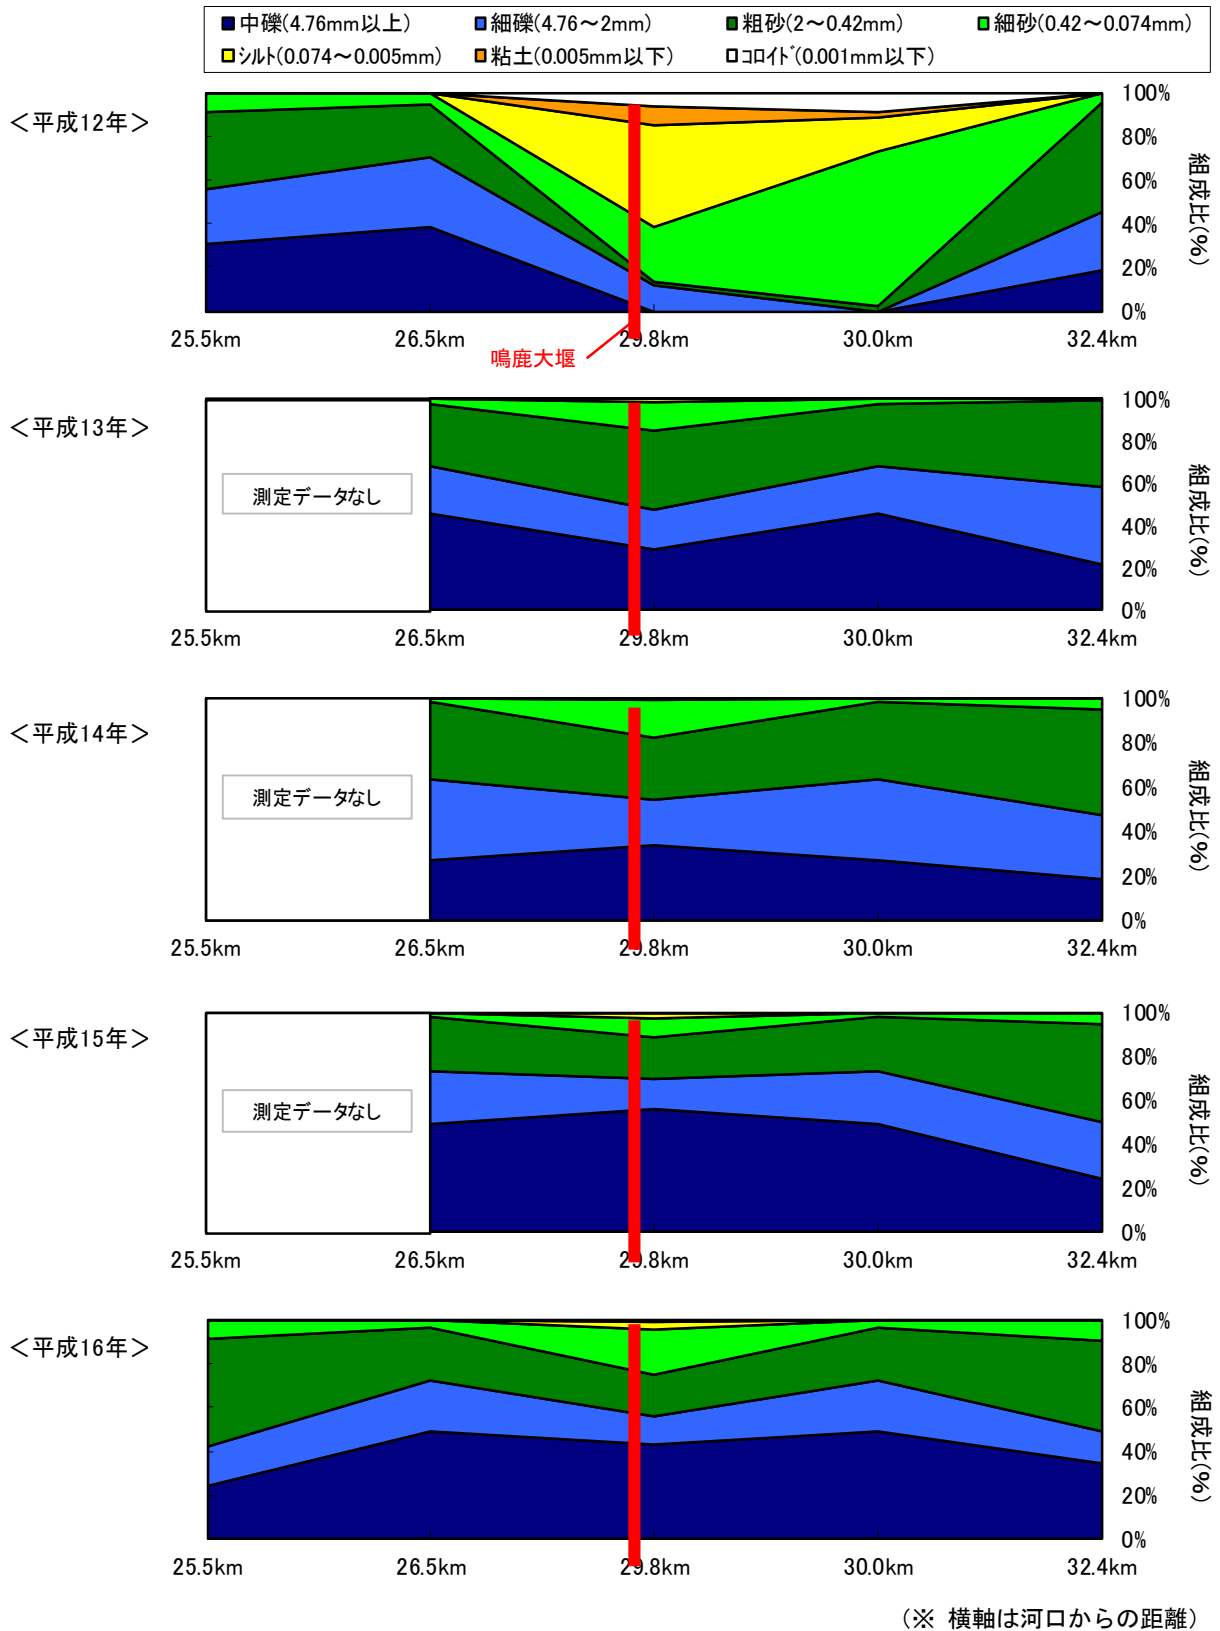 中礫(4.76mm以上) 細礫(4.76～2mm) 粗砂(2～0.42mm) 細砂(0.42～0.074mm)
ｼﾙﾄ(0.074～0.005mm) 粘土(0.005mm以下) ｺﾛｲﾄﾞ(0.001mm以下)
＜平成12年＞
100%
80%
60%
40%
20%
0%
組成比(%)
25.5km 26.5km 29.8km 30.0km 32.4km
鳴鹿大堰
＜平成13年＞
測定データなし
100%
80%
60%
40%
20%
0%
組成比(%)
25.5km 26.5km 29.8km 30.0km 32.4km
＜平成14年＞
測定データなし
100%
80%
60%
40%
20%
0%
組成比(%)
25.5km 26.5km 29.8km 30.0km 32.4km
＜平成15年＞
測定データなし
100%
80%
60%
40%
20%
0%
組成比(%)
25.5km 26.5km 29.8km 30.0km 32.4km
＜平成16年＞
100%
80%
60%
40%
20%
0%
組成比(%)
25.5km 26.5km 29.8km 30.0km 32.4km
(※ 横軸は河口からの距離)